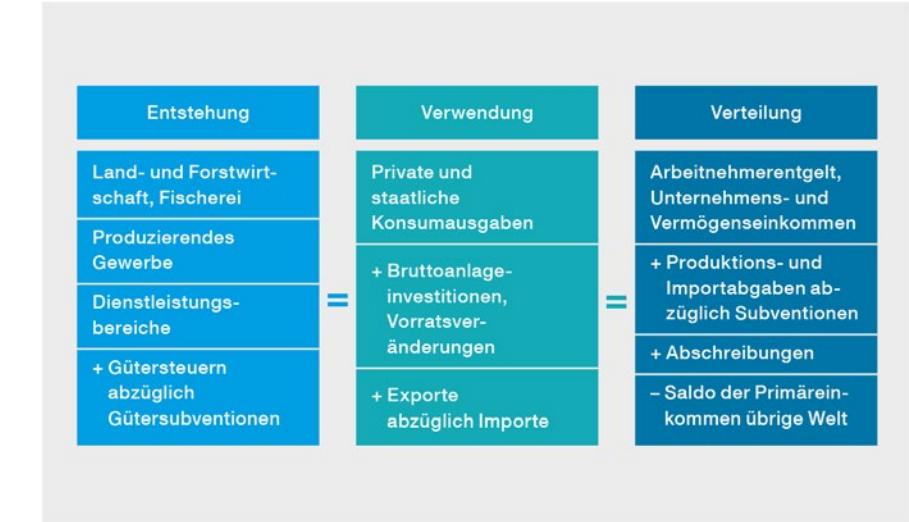 Entstehung
Land- und Forstwirt-
schaft, Fischerei
Produzierendes
Gewerbe
Dienstleistungs-
bereiche
+ Gütersteuern
abzüglich
Gütersubventionen
=
Verwendung
Private und
staatliche
Konsumausgaben
+ Bruttoanlage-
investitionen,
Vorratsver-
änderungen
+ Exporte
abzüglich Importe
=
Verteilung
Arbeitnehmerentgelt,
Unternehmens- und
Vermögenseinkommen
+ Produktions- und
Importabgaben ab-
züglich Subventionen
+ Abschreibungen
– Saldo der Primärein-
kommen übrige Welt